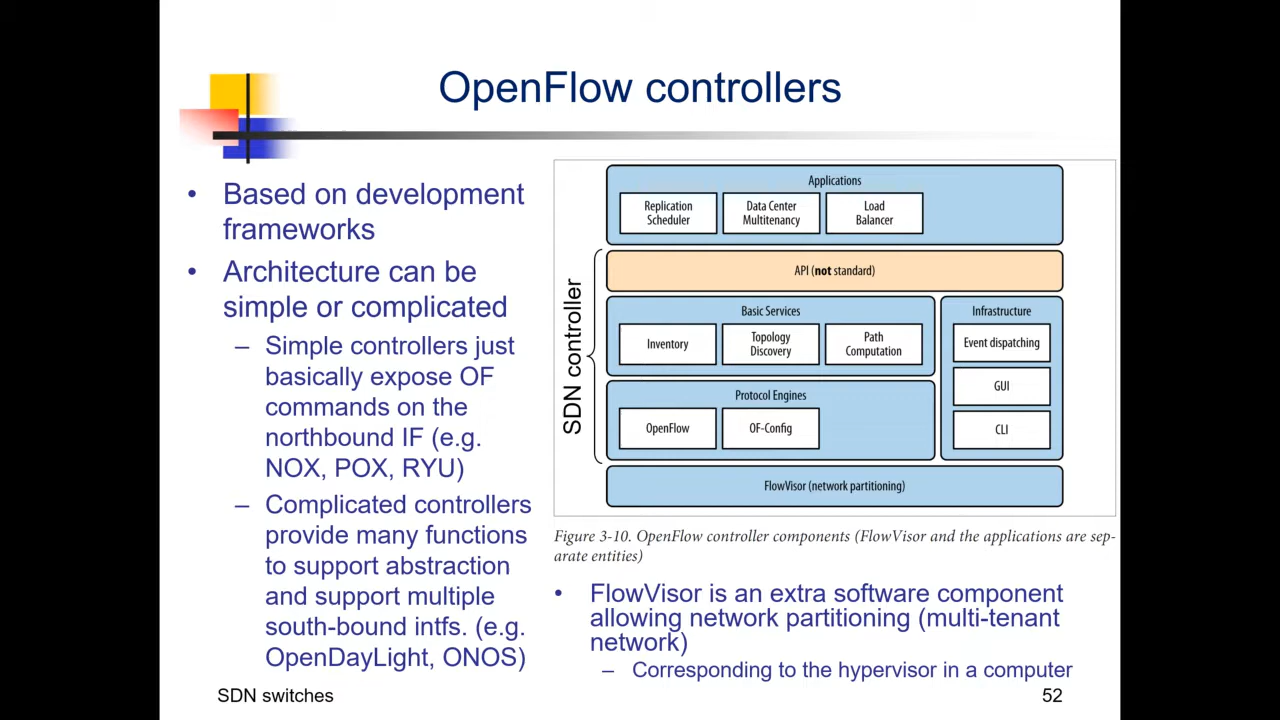 OpenFlow controllers
• Based on development
frameworks
• Architecture can be
simple or complicated
– Simple controllers just
basically expose OF
commands on the
northbound IF (e.g.
NOX, POX, RYU)
– Complicated controllers
provide many functions
to support abstraction
and support multiple
south-bound intfs. (e.g.
OpenDayLight, ONOS)
SDN controller
Applications
Replication
Scheduler
Data Center
Multitenancy
Load
Balancer
API (not standard)
Basic Services
Inventory
Topology
Discovery
Path
Computation
Infrastructure
Event dispatching
GUI
CLI
Protocol Engines
OpenFlow
OF-Config
FlowVisor (network partitioning)
Figure 3-10. OpenFlow controller components (FlowVisor and the applications are sep-
arate entities)
• FlowVisor is an extra software component
allowing network partitioning (multi-tenant
network)
– Corresponding to the hypervisor in a computer
SDN switches
52